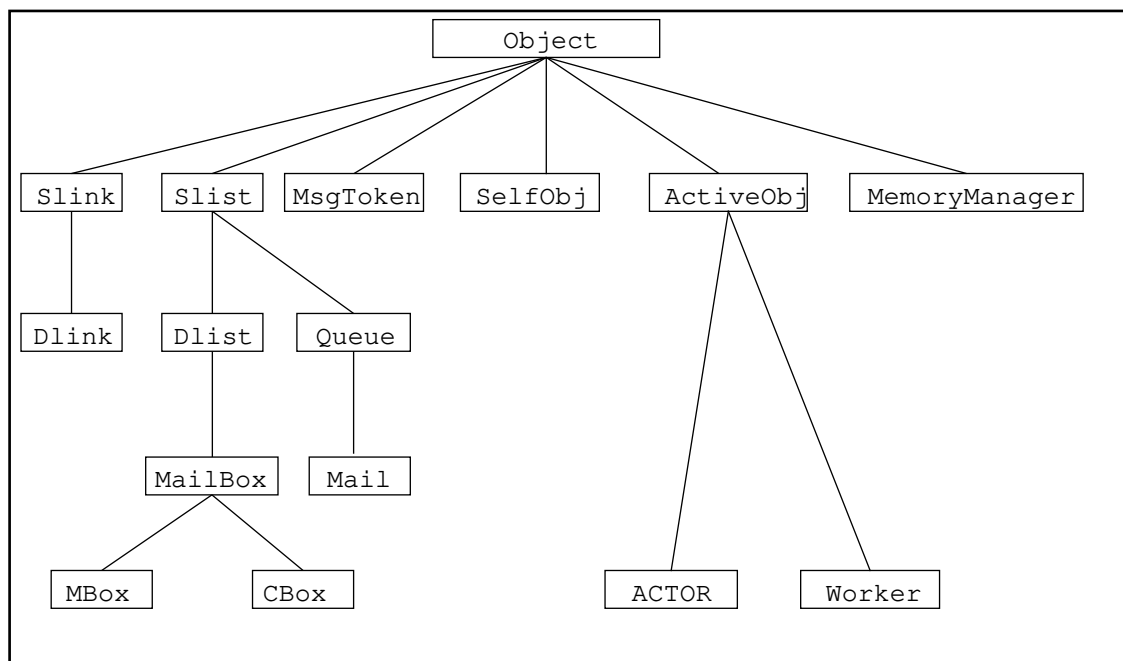 Object
Slink Slist MsgToken SelfObj ActiveObj MemoryManager
Dlink Dlist Queue
MailBox Mail
MBox CBox ACTOR Worker